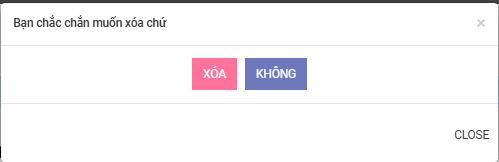 Bạn chắc chắn muốn xóa chứ
×
XÓA KHÔNG
CLOSE